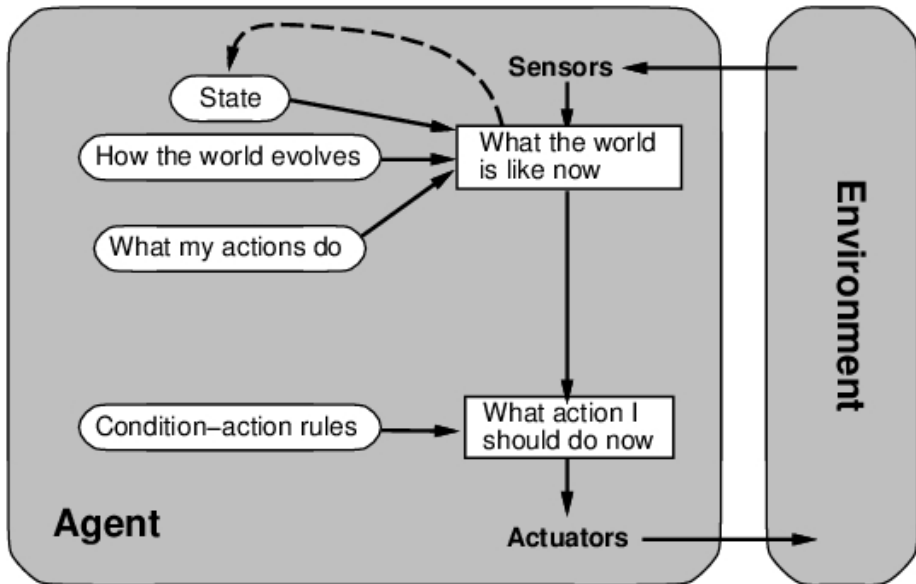 Sensors
State
What the world
is like now
How the world evolves
What my actions do
Condition–action rules
What action I
should do now
Agent
Actuators
Environment